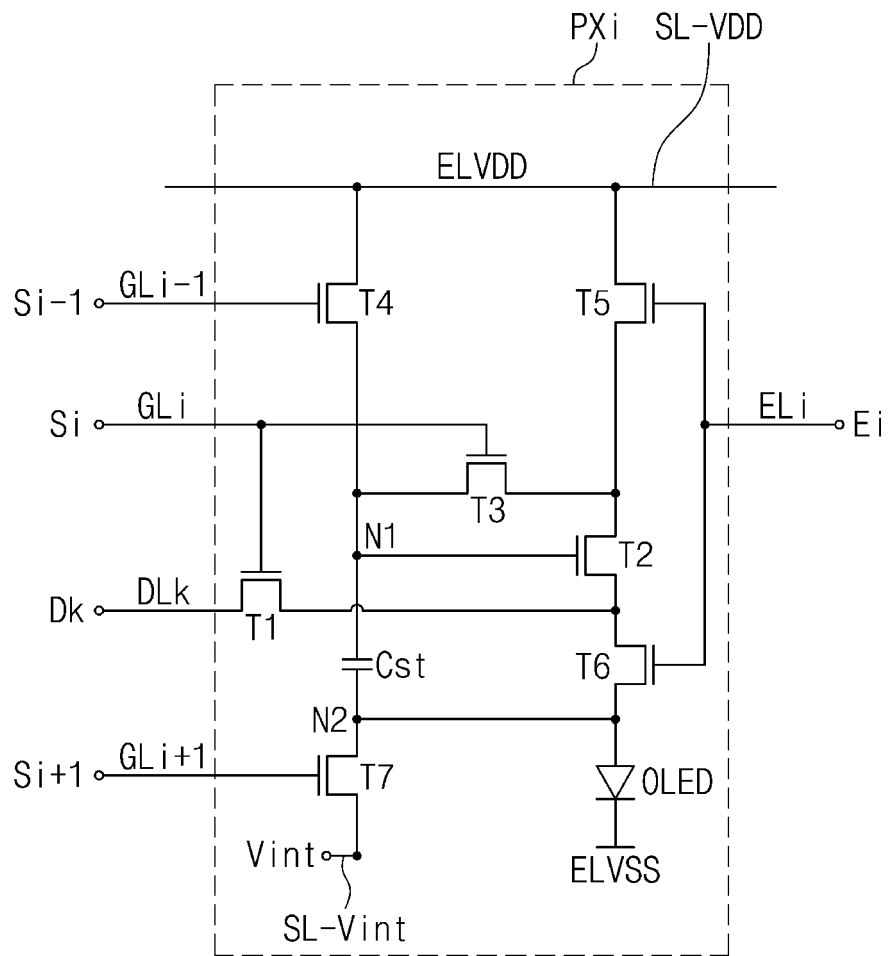 PXi SL-VDD
ELVDD
Si-1 GLi-1 T4 T5
Si GLi ELi Ei
T3
N1 T2
Dk DLk T1
Cst T6
N2
Si+1 GLi+1 T7 OLED
Vint ELVSS
SL-Vint